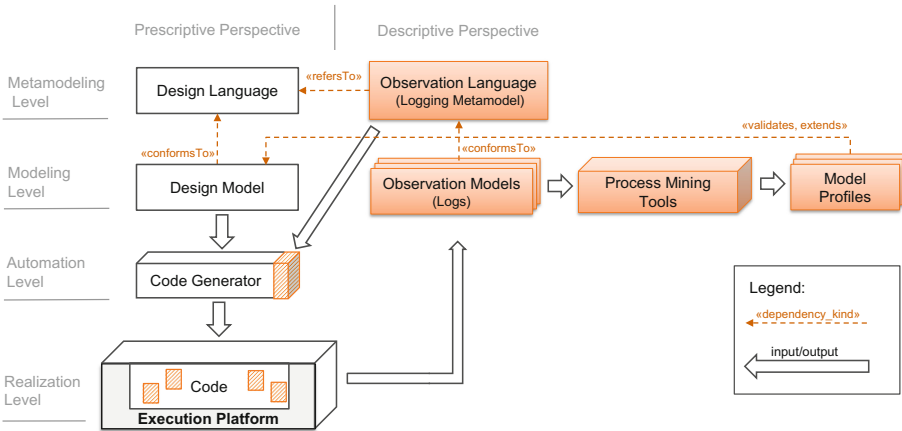 Prescriptive Perspective
Descriptive Perspective
Metamodeling
Level
Design Language
«refersTo»
Observation Language
(Logging Metamodel)
«validates, extends»
«conformsTo»
«conformsTo»
Modeling
Level
Design Model
Observation Models
(Logs)
Process Mining
Tools
Model
Profiles
Automation
Level
Code Generator
Legend:
«dependency_kind»
input/output
Realization
Level
Code
Execution Platform